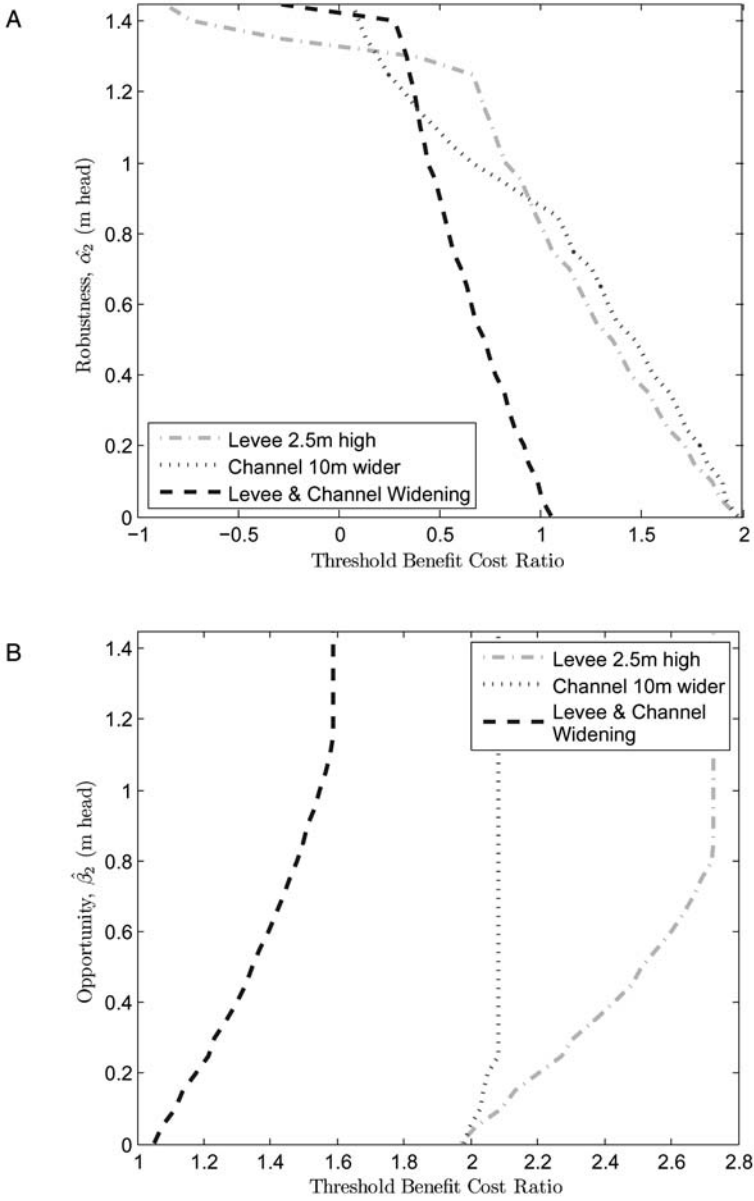 A
1.4
1.2
1
0.8
0.6
0.4
0.2
0
Robustness, α̂₂ (m head)
Levee 2.5m high
Channel 10m wider
Levee & Channel Widening
−1 −0.5 0 0.5 1 1.5 2
Threshold Benefit Cost Ratio
B
1.4
1.2
1
0.8
0.6
0.4
0.2
0
Opportunity, β̂₂ (m head)
Levee 2.5m high
Channel 10m wider
Levee & Channel
Widening
1 1.2 1.4 1.6 1.8 2 2.2 2.4 2.6 2.8
Threshold Benefit Cost Ratio